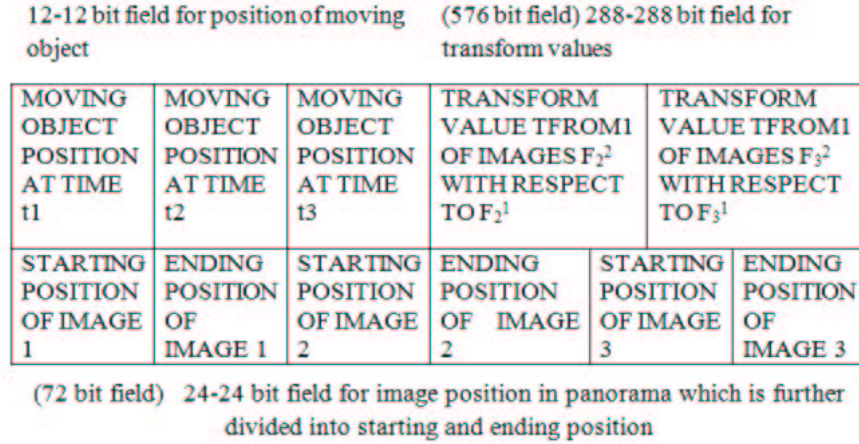 12-12 bit field for position of moving
object
(576 bit field) 288-288 bit field for
transform values
MOVING
OBJECT
POSITION
AT TIME
t1
MOVING
OBJECT
POSITION
AT TIME
t2
MOVING
OBJECT
POSITION
AT TIME
t3
TRANSFORM
VALUE TFROM1
OF IMAGES F₂²
WITH RESPECT
TO F₂¹
TRANSFORM
VALUE TFROM1
OF IMAGES F₃²
WITH RESPECT
TO F₃¹
STARTING
POSITION
OF IMAGE
1
ENDING
POSITION
OF
IMAGE 1
STARTING
POSITION
OF IMAGE
2
ENDING
POSITION
OF IMAGE
2
STARTING
POSITION
OF IMAGE
3
ENDING
POSITION
OF
IMAGE 3
(72 bit field) 24-24 bit field for image position in panorama which is further
divided into starting and ending position